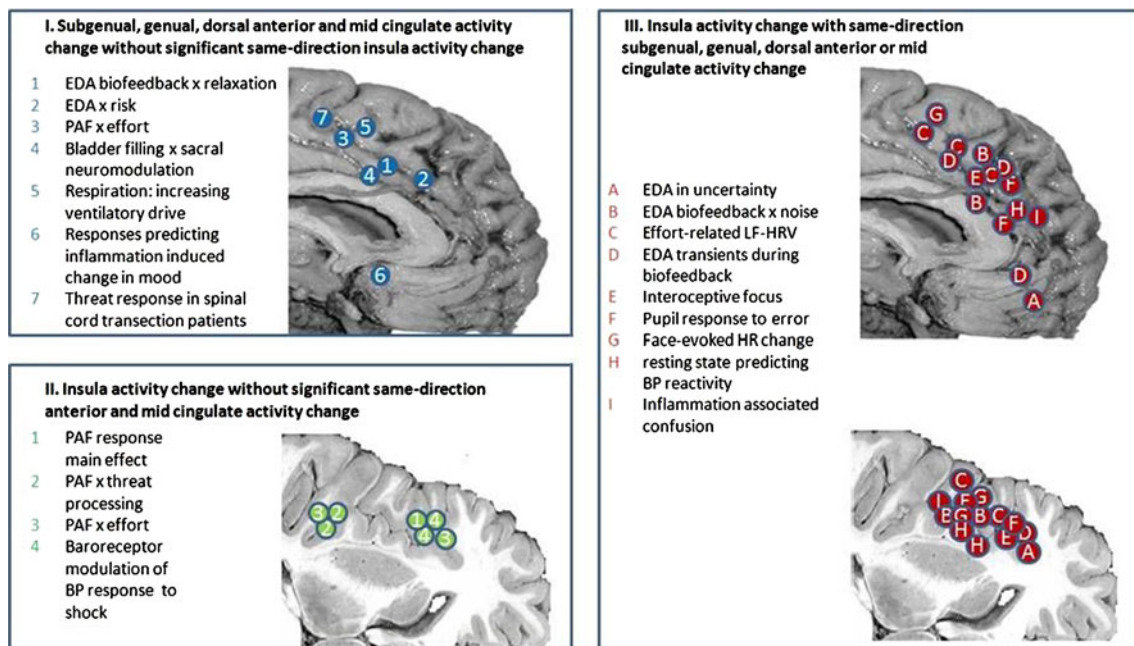 I. Subgenual, genual, dorsal anterior and mid cingulate activity
change without significant same-direction insula activity change
1 EDA biofeedback x relaxation
2 EDA x risk
3 PAF x effort
4 Bladder filling x sacral
neuromodulation
5 Respiration: increasing
ventilatory drive
6 Responses predicting
inflammation induced
change in mood
7 Threat response in spinal
cord transection patients
7
5
3
1
4
2
6
II. Insula activity change without significant same-direction
anterior and mid cingulate activity change
1 PAF response
main effect
2 PAF x threat
processing
3 PAF x effort
4 Baroreceptor
modulation of
BP response to
shock
3 2
2
1 4
4 3
III. Insula activity change with same-direction
subgenual, genual, dorsal anterior or mid
cingulate activity change
A EDA in uncertainty
B EDA biofeedback x noise
C Effort-related LF-HRV
D EDA transients during
biofeedback
E Interoceptive focus
F Pupil response to error
G Face-evoked HR change
H resting state predicting
BP reactivity
I Inflammation associated
confusion
G
C
C B
D D
E C F
B H I
F
D
A
C
I F G
B G B C F
H E D
H A